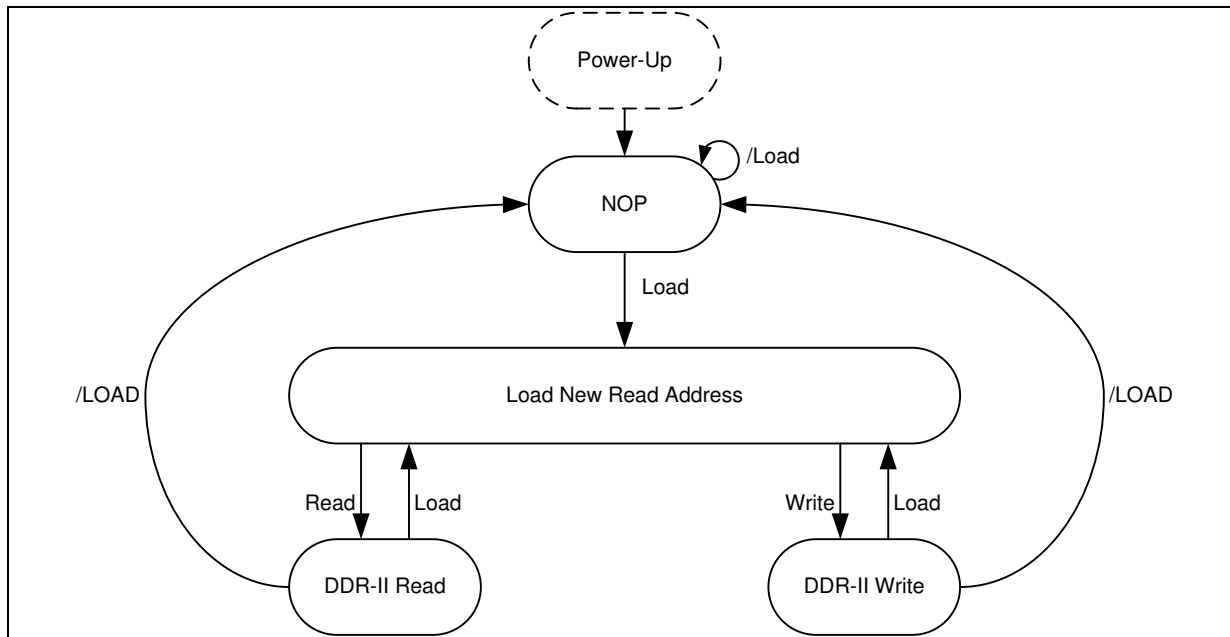 Power-Up
/Load
NOP
Load
/LOAD
Load New Read Address
/LOAD
Read
Load
Write
Load
DDR-II Read
DDR-II Write